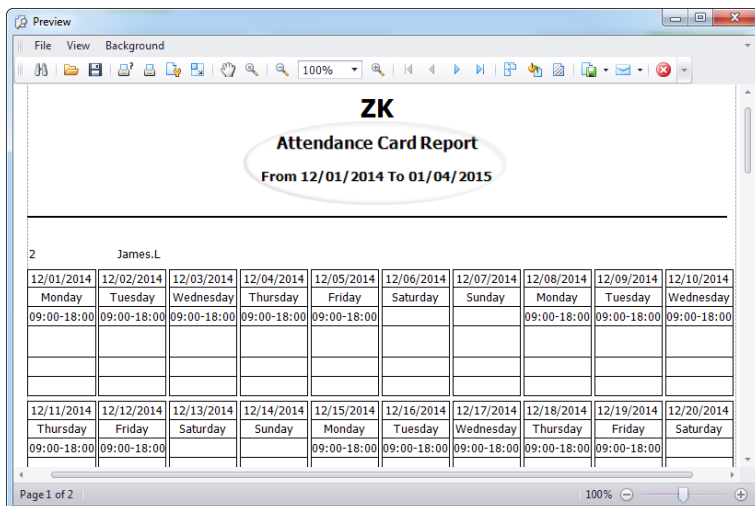 Preview
File View Background
100%
ZK
Attendance Card Report
From 12/01/2014 To 01/04/2015
2 James.L
12/01/2014 12/02/2014 12/03/2014 12/04/2014 12/05/2014 12/06/2014 12/07/2014 12/08/2014 12/09/2014 12/10/2014
Monday Tuesday Wednesday Thursday Friday Saturday Sunday Monday Tuesday Wednesday
09:00-18:00 09:00-18:00 09:00-18:00 09:00-18:00 09:00-18:00 09:00-18:00 09:00-18:00 09:00-18:00
12/11/2014 12/12/2014 12/13/2014 12/14/2014 12/15/2014 12/16/2014 12/17/2014 12/18/2014 12/19/2014 12/20/2014
Thursday Friday Saturday Sunday Monday Tuesday Wednesday Thursday Friday Saturday
09:00-18:00 09:00-18:00 09:00-18:00 09:00-18:00 09:00-18:00 09:00-18:00 09:00-18:00
Page 1 of 2 100%